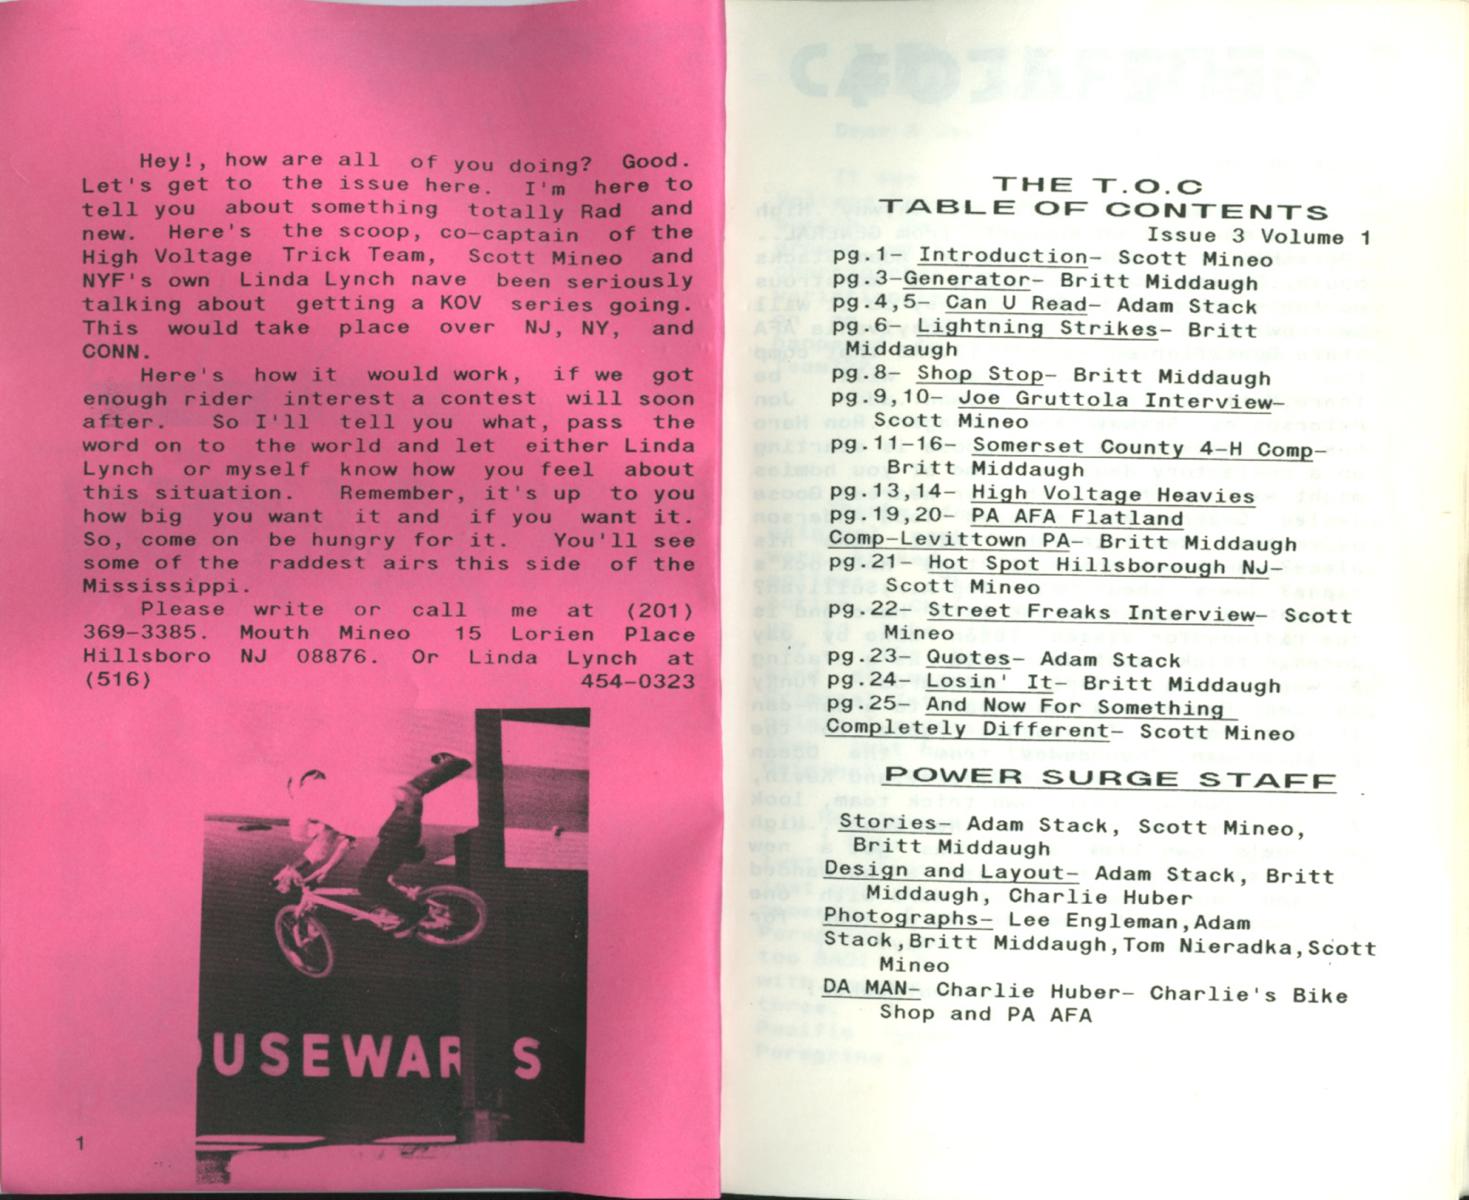 Hey!, how are all of you doing? Good.
Let's get to the issue here. I'm here to
tell you about something totally Rad and
new. Here's the scoop, co-captain of the
High Voltage Trick Team, Scott Mineo and
NYF's own Linda Lynch nave been seriously
talking about getting a KOV series going.
This would take place over NJ, NY, and
CONN.
Here's how it would work, if we got
enough rider interest a contest will soon
after. So I'll tell you what, pass the
word on to the world and let either Linda
Lynch or myself know how you feel about
this situation. Remember, it's up to you
how big you want it and if you want it.
So, come on be hungry for it. You'll see
some of the raddest airs this side of the
Mississippi.
Please write or call me at (201)
369-3385. Mouth Mineo 15 Lorien Place
Hillsboro NJ 08876. Or Linda Lynch at
(516) 454-0323
OUSEWARES
1
THE T.O.C
TABLE OF CONTENTS
Issue 3 Volume 1
pg.1- Introduction- Scott Mineo
pg.3-Generator- Britt Middaugh
pg.4,5- Can U Read- Adam Stack
pg.6- Lightning Strikes- Britt
Middaugh
pg.8- Shop Stop- Britt Middaugh
pg.9,10- Joe Gruttola Interview-
Scott Mineo
pg.11-16- Somerset County 4-H Comp-
Britt Middaugh
pg.13,14- High Voltage Heavies
pg.19,20- PA AFA Flatland
Comp-Levittown PA- Britt Middaugh
pg.21- Hot Spot Hillsborough NJ-
Scott Mineo
pg.22- Street Freaks Interview- Scott
Mineo
pg.23- Quotes- Adam Stack
pg.24- Losin' It- Britt Middaugh
pg.25- And Now For Something
Completely Different- Scott Mineo
POWER SURGE STAFF
Stories- Adam Stack, Scott Mineo,
Britt Middaugh
Design and Layout- Adam Stack, Britt
Middaugh, Charlie Huber
Photographs- Lee Engleman,Adam
Stack,Britt Middaugh,Tom Nieradka,Scott
Mineo
DA MAN- Charlie Huber- Charlie's Bike
Shop and PA AFA